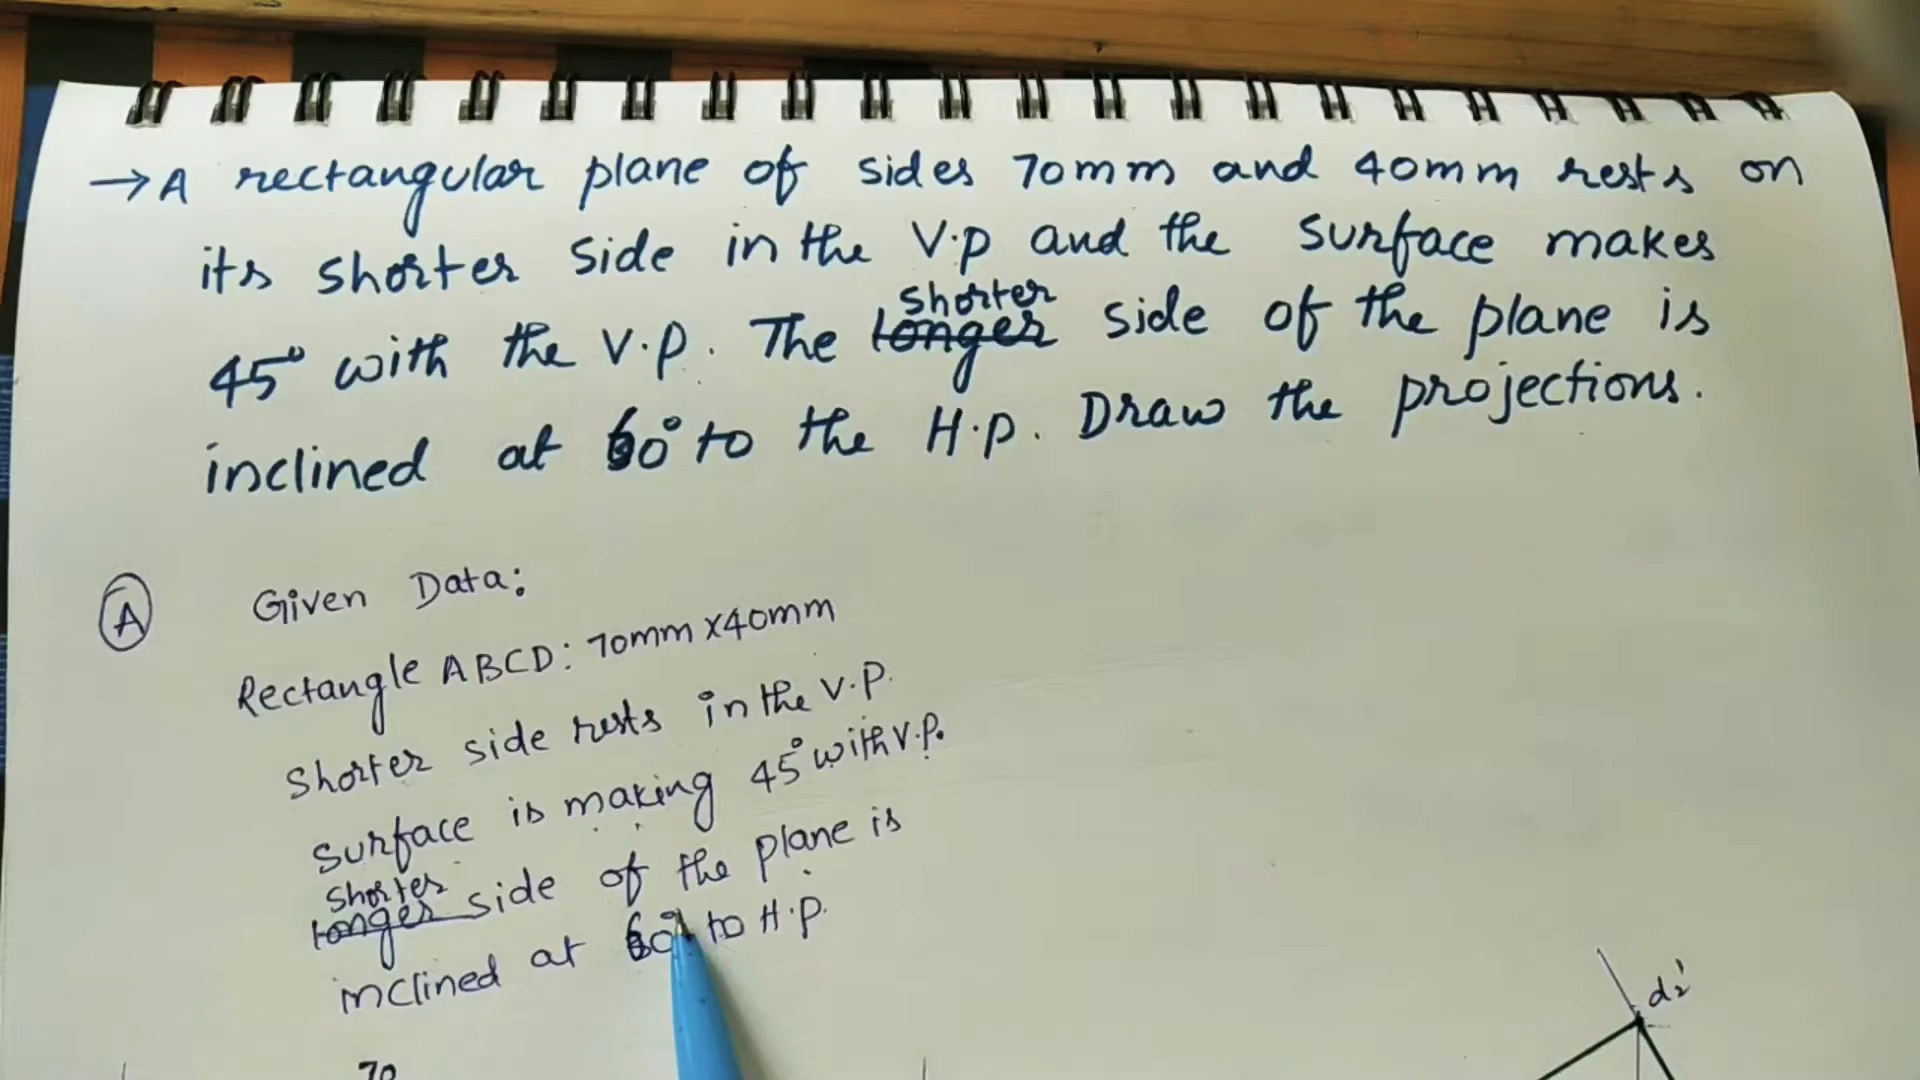 → A rectangular plane of sides 70mm and 40mm rests on
its shorter side in the V.P and the surface makes
shorter
45° with the V.P. The longer side of the plane is
inclined at 60° to the H.P. Draw the projections.
A Given Data:
Rectangle ABCD: 70mm x 40mm
Shorter side rests in the V.P.
Surface is making 45° with V.P.
shorter
longer side of the plane is
inclined at 60° to H.P.
d₂'
70